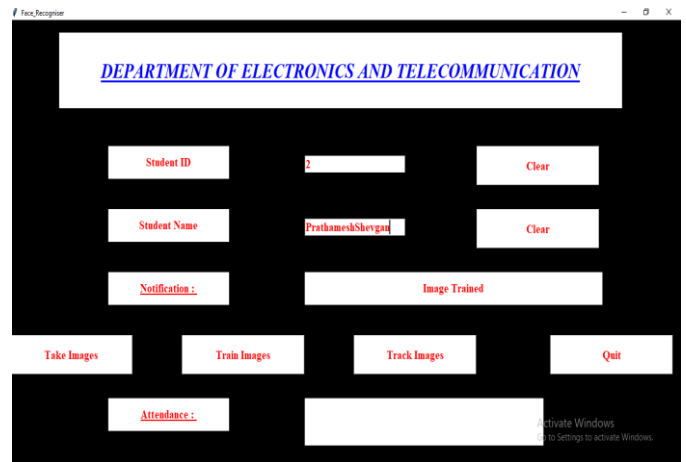 Face_Recogniser
DEPARTMENT OF ELECTRONICS AND TELECOMMUNICATION
Student ID
2
Clear
Student Name
PrathameshShevgan
Clear
Notification :
Image Trained
Take Images
Train Images
Track Images
Quit
Attendance :
Activate Windows
Go to Settings to activate Windows.